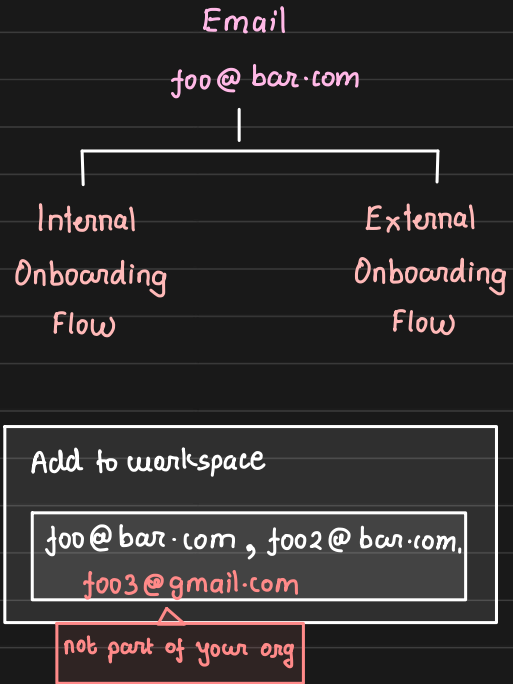 Email
foo@bar.com
Internal
Onboarding
Flow
External
Onboarding
Flow
Add to workspace
foo@bar.com, foo2@bar.com.
foo3@gmail.com
not part of your org